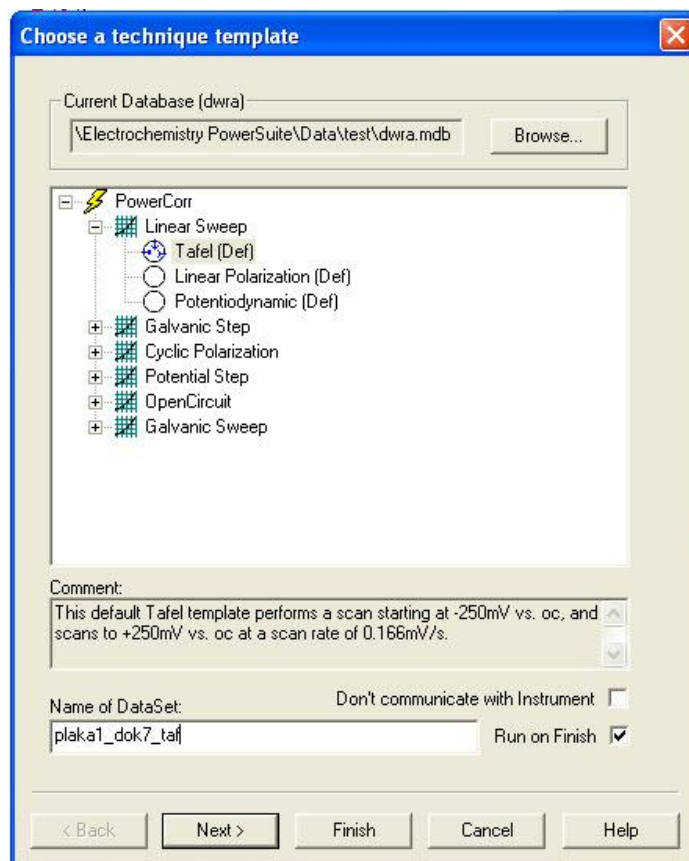 Choose a technique template
Current Database (dwra)
\Electrochemistry PowerSuite\Data\test\dwra.mdb
Browse...
PowerCorr
Linear Sweep
Tafel (Def)
Linear Polarization (Def)
Potentiodynamic (Def)
Galvanic Step
Cyclic Polarization
Potential Step
OpenCircuit
Galvanic Sweep
Comment:
This default Tafel template performs a scan starting at -250mV vs. oc, and
scans to +250mV vs. oc at a scan rate of 0.166mV/s.
Don't communicate with Instrument
Name of DataSet:
plaka1_dok7_taf
Run on Finish
< Back
Next >
Finish
Cancel
Help